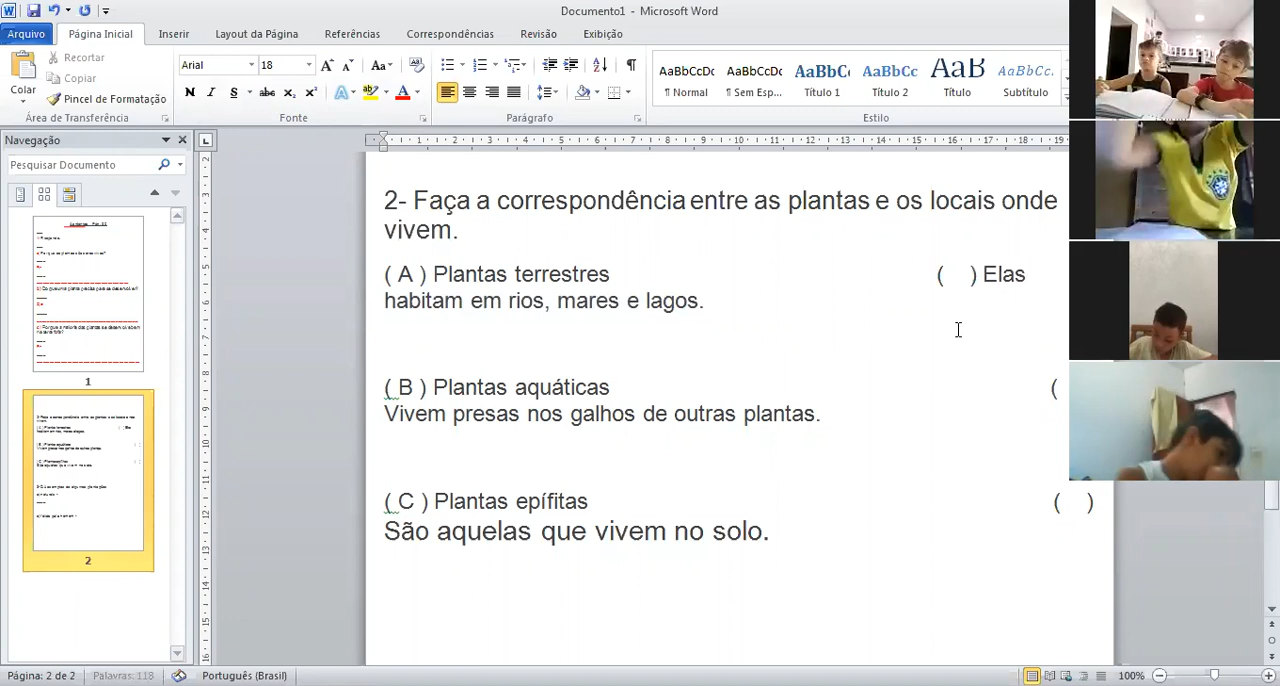 Documento1 - Microsoft Word
Arquivo Página Inicial Inserir Layout da Página Referências Correspondências Revisão Exibição
Colar
Recortar
Copiar
Pincel de Formatação
Área de Transferência
Arial 18
N I S abc x₂ x²
Fonte
Parágrafo
AaBbCcDc AaBbCcDc AaBbC AaBbCc AaB AaBbCc.
¶ Normal ¶ Sem Esp... Título 1 Título 2 Título Subtítulo
Estilo
Navegação
Pesquisar Documento
1
2
2- Faça a correspondência entre as plantas e os locais onde
vivem.
( A ) Plantas terrestres ( ) Elas
habitam em rios, mares e lagos.
( B ) Plantas aquáticas (
Vivem presas nos galhos de outras plantas.
( C ) Plantas epífitas ( )
São aquelas que vivem no solo.
Página: 2 de 2 Palavras: 118 Português (Brasil) 100%